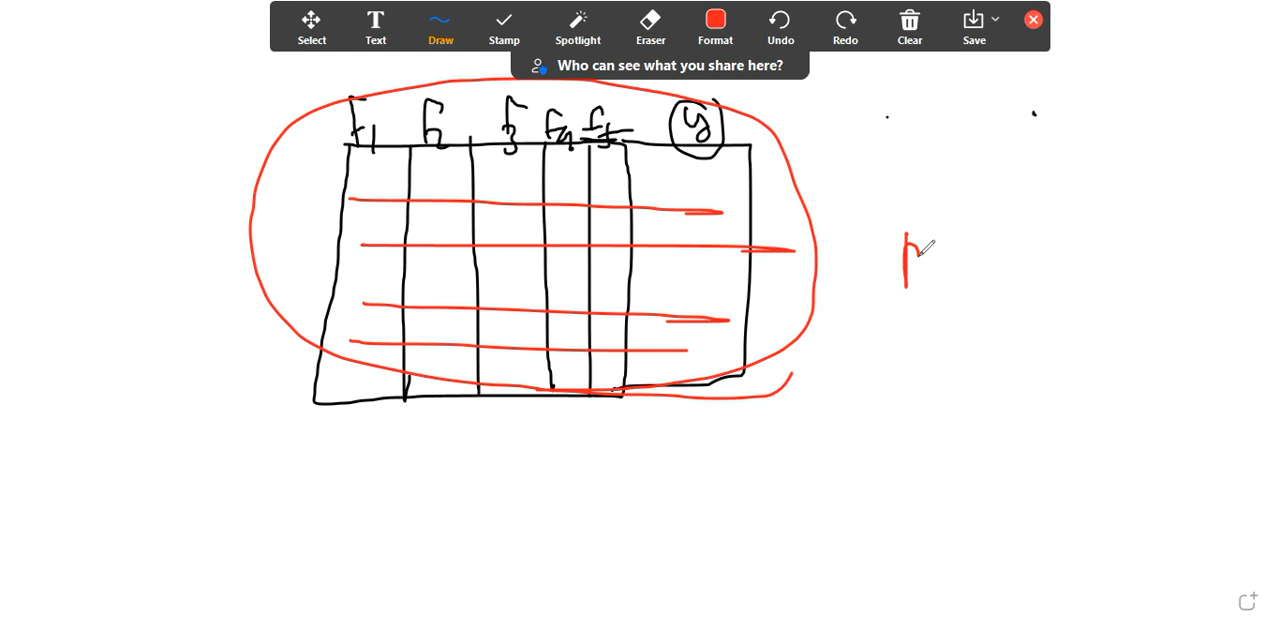 Select Text Draw Stamp Spotlight Eraser Format Undo Redo Clear Save
Who can see what you share here?
f1 f2 f3 f4 f5 y